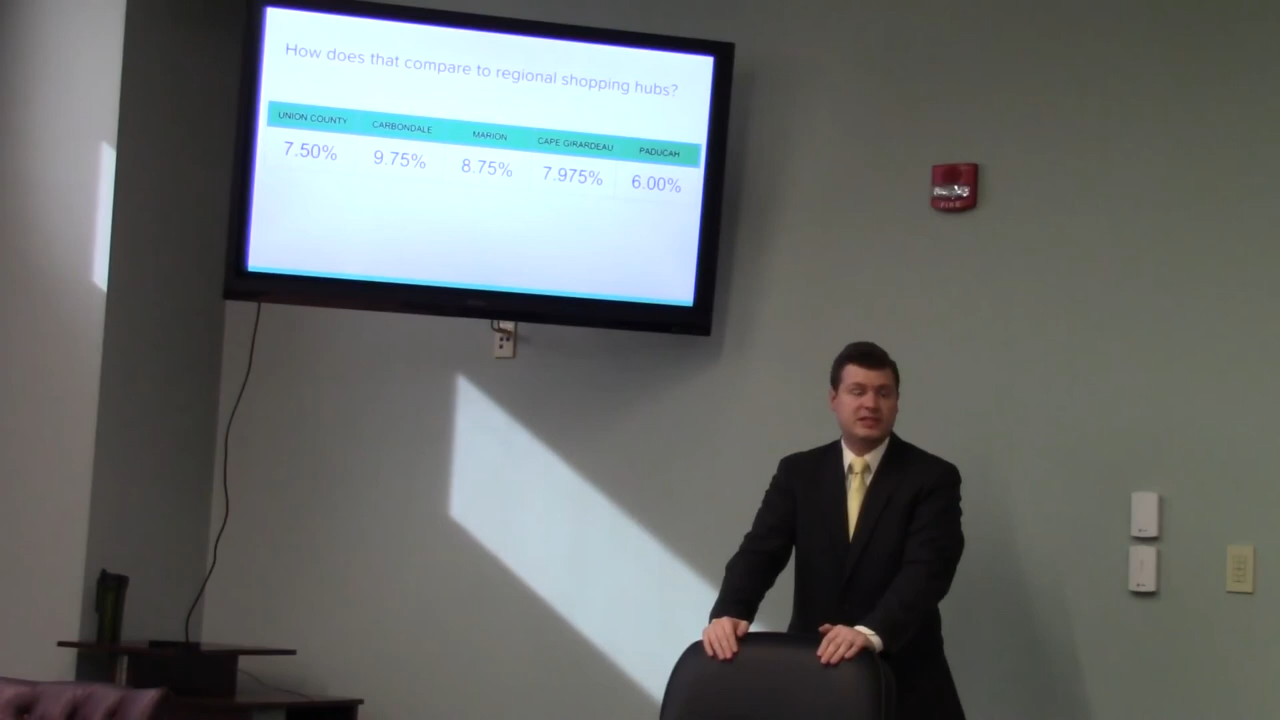 How does that compare to regional shopping hubs?
UNION COUNTY CARBONDALE MARION CAPE GIRARDEAU PADUCAH
7.50% 9.75% 8.75% 7.975% 6.00%
FIRE